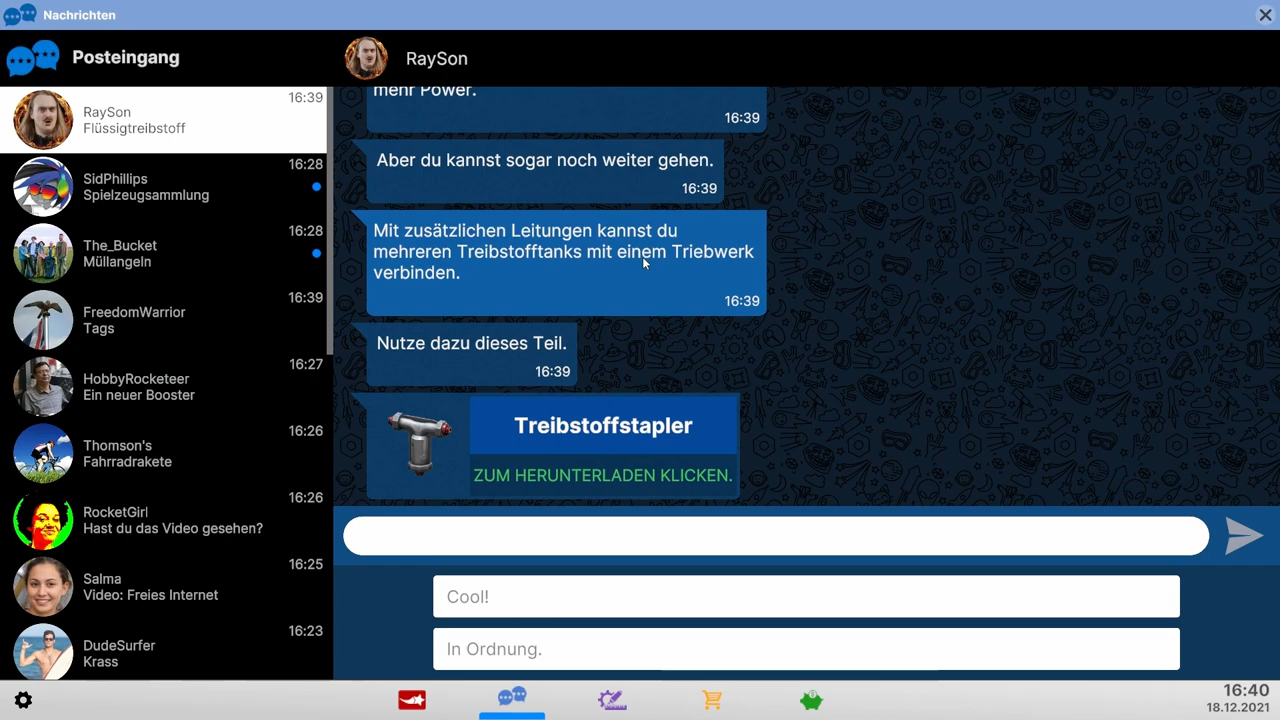 Nachrichten
Posteingang
RaySon
16:39
RaySon
Flüssigtreibstoff
16:28
SidPhillips
Spielzeugsammlung
16:28
The_Bucket
Müllangeln
16:39
FreedomWarrior
Tags
16:27
HobbyRocketeer
Ein neuer Booster
16:26
Thomson's
Fahrradrakete
16:26
RocketGirl
Hast du das Video gesehen?
16:25
Salma
Video: Freies Internet
16:23
DudeSurfer
Krass
mehr Power.
16:39
Aber du kannst sogar noch weiter gehen.
16:39
Mit zusätzlichen Leitungen kannst du
mehreren Treibstofftanks mit einem Triebwerk
verbinden.
16:39
Nutze dazu dieses Teil.
16:39
Treibstoffstapler
ZUM HERUNTERLADEN KLICKEN.
Cool!
In Ordnung.
16:40
18.12.2021